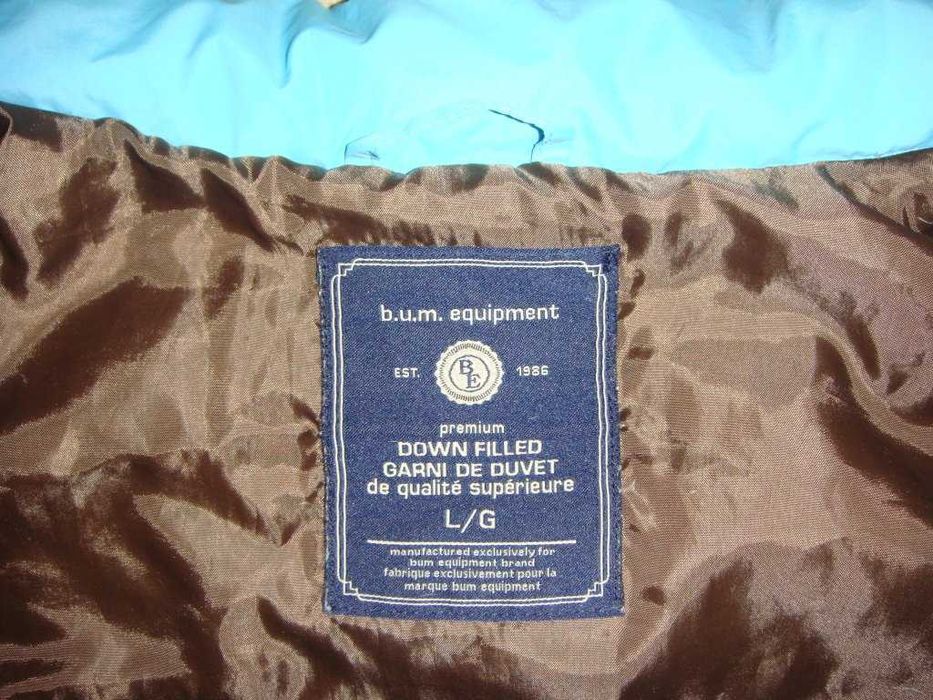 b.u.m. equipment
EST. BE 1986
premium
DOWN FILLED
GARNI DE DUVET
de qualité supérieure
L/G
manufactured exclusively for
bum equipment brand
fabrique exclusivement pour la
marque bum equipment